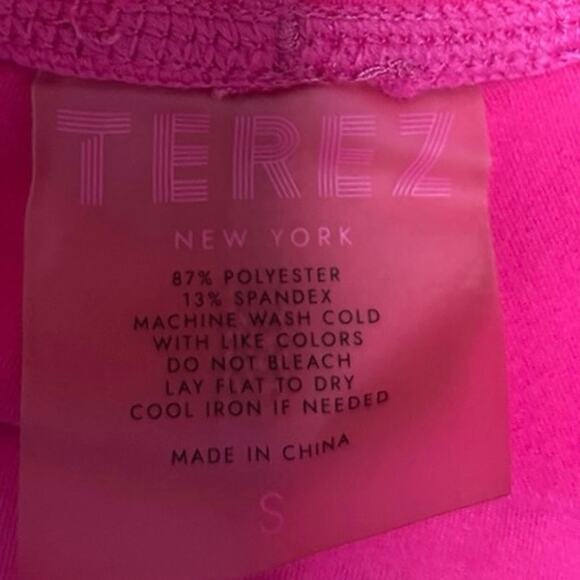 TEREZ
NEW YORK
87% POLYESTER
13% SPANDEX
MACHINE WASH COLD
WITH LIKE COLORS
DO NOT BLEACH
LAY FLAT TO DRY
COOL IRON IF NEEDED
MADE IN CHINA
S